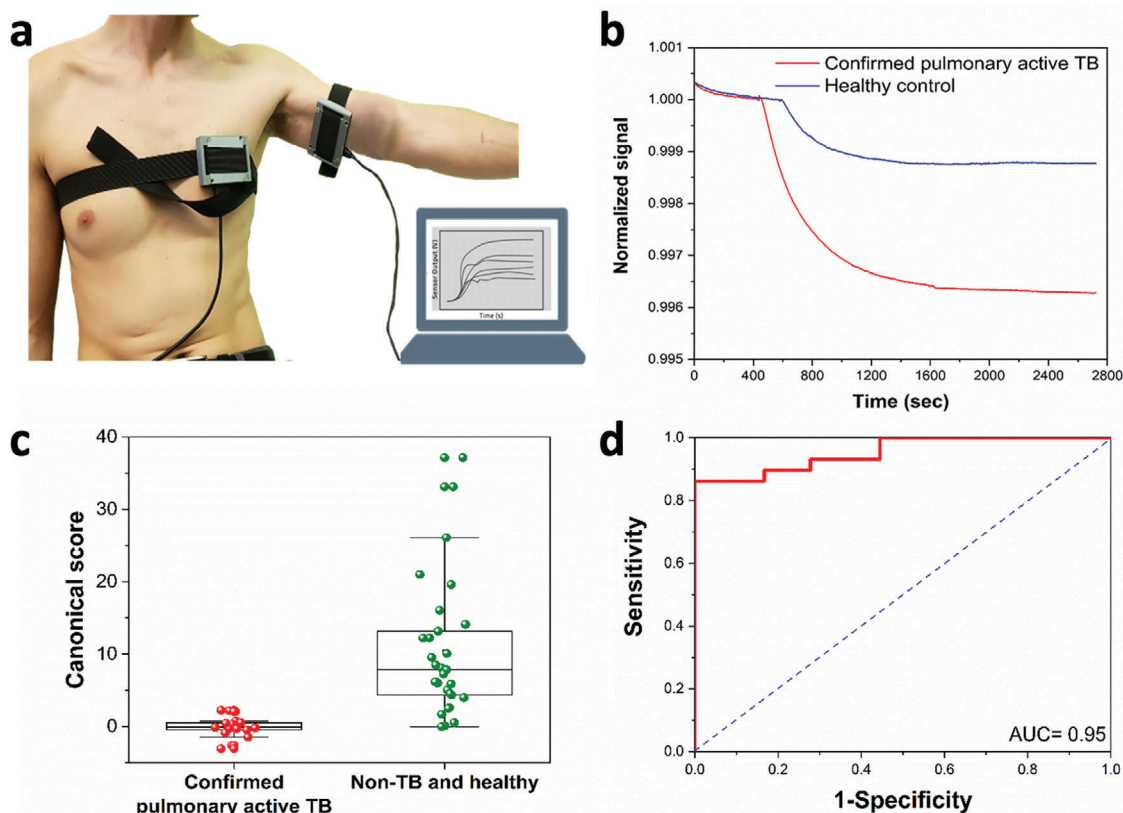 a
Sensor Output (V)
Time (s)
b
1.001
1.000
0.999
0.998
0.997
0.996
0.995
Normalized signal
Confirmed pulmonary active TB
Healthy control
0 400 800 1200 1600 2000 2400 2800
Time (sec)
c
40
30
20
10
0
Canonical score
Confirmed
pulmonary active TB
Non-TB and healthy
d
1.0
0.8
0.6
0.4
0.2
0.0
Sensitivity
AUC= 0.95
0.0 0.2 0.4 0.6 0.8 1.0
1-Specificity